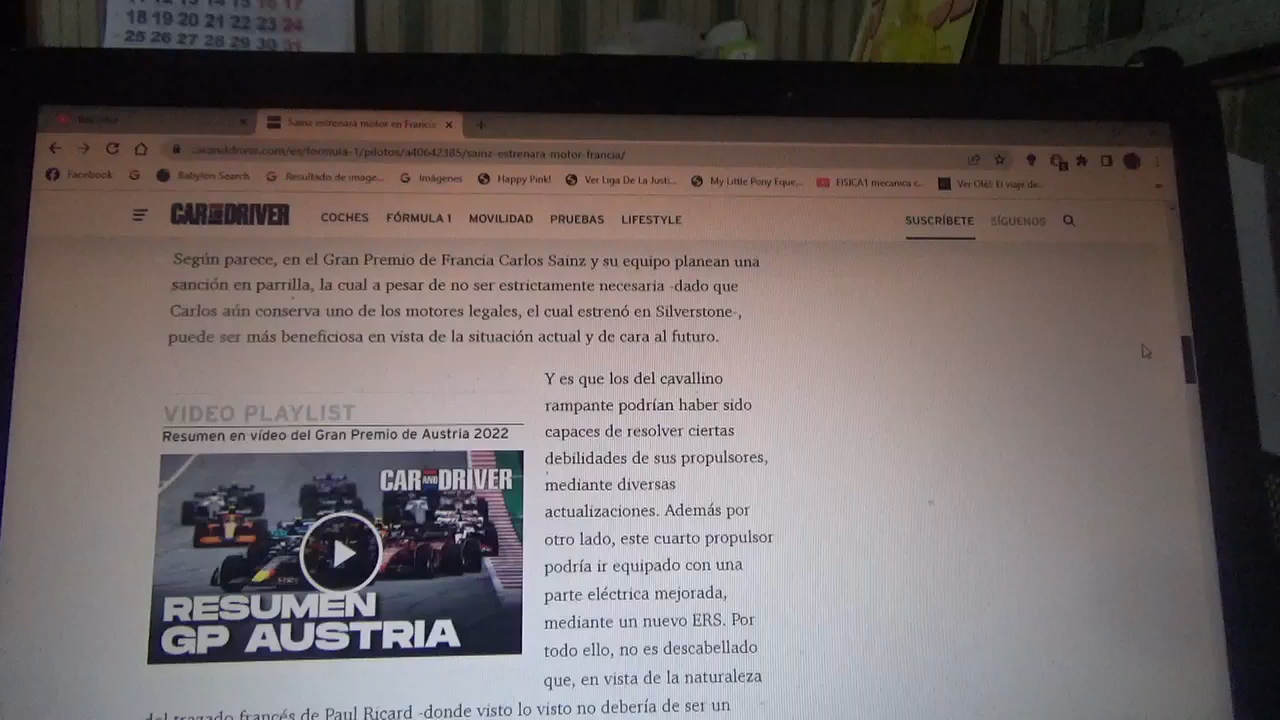 18 19 20 21 22 23 24
25 26 27 28 29 30 31
Sainz estrenará motor en Francia
caranddriver.com/es/formula-1/pilotos/a40642385/sainz-estrenara-motor-francia/
Facebook Babylon Search Resultado de image... Imágenes Happy Pink! Ver Liga De La Justi... My Little Pony Eque... FISICA1 mecanica c... Ver Olé! El viaje de...
CAR AND DRIVER COCHES FÓRMULA 1 MOVILIDAD PRUEBAS LIFESTYLE SUSCRÍBETE SÍGUENOS
Según parece, en el Gran Premio de Francia Carlos Sainz y su equipo planean una
sanción en parrilla, la cual a pesar de no ser estrictamente necesaria -dado que
Carlos aún conserva uno de los motores legales, el cual estrenó en Silverstone-,
puede ser más beneficiosa en vista de la situación actual y de cara al futuro.
VIDEO PLAYLIST
Resumen en vídeo del Gran Premio de Austria 2022
CAR AND DRIVER
RESUMEN
GP AUSTRIA
Y es que los del cavallino
rampante podrían haber sido
capaces de resolver ciertas
debilidades de sus propulsores,
mediante diversas
actualizaciones. Además por
otro lado, este cuarto propulsor
podría ir equipado con una
parte eléctrica mejorada,
mediante un nuevo ERS. Por
todo ello, no es descabellado
que, en vista de la naturaleza
del trazado francés de Paul Ricard -donde visto lo visto no debería de ser un